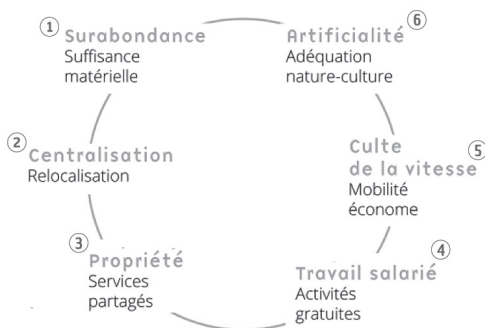 ① Surabondance
Suffisance
matérielle
② Centralisation
Relocalisation
③ Propriété
Services
partagés
④ Travail salarié
Activités
gratuites
⑤ Culte
de la vitesse
Mobilité
économe
⑥ Artificialité
Adéquation
nature-culture